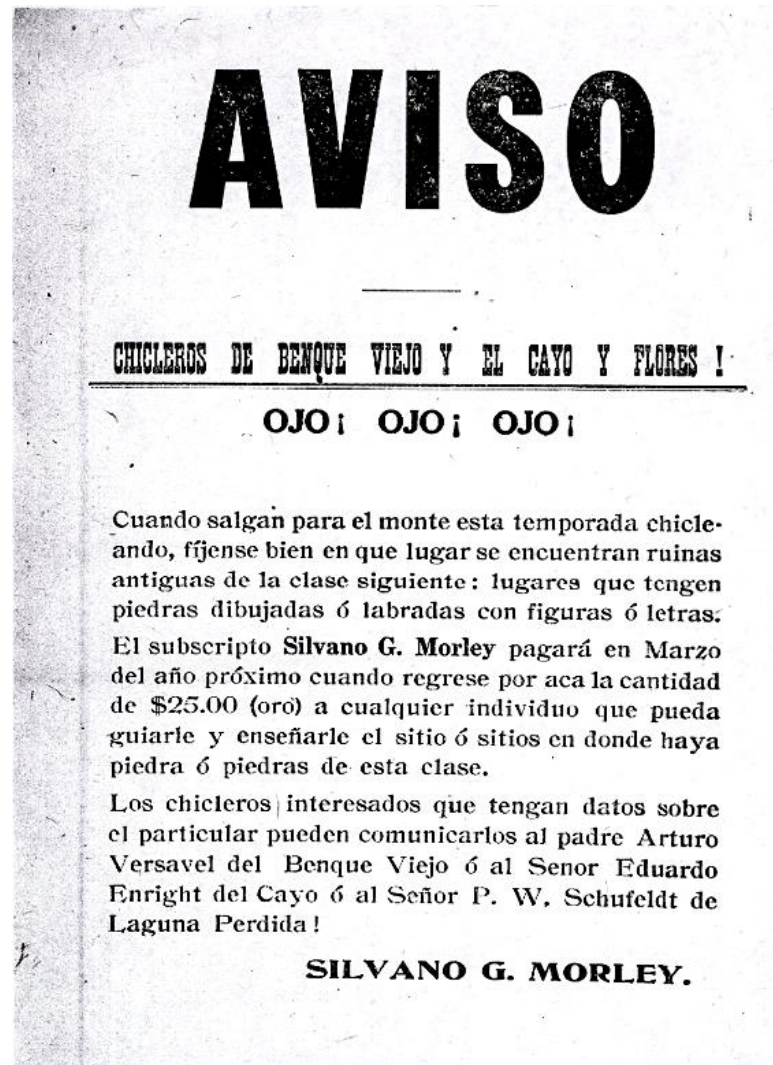 AVISO
CHICLEROS DE BENQUE VIEJO Y EL CAYO Y FLORES !
OJO¡ OJO¡ OJO¡
Cuando salgan para el monte esta temporada chicle-
ando, fíjense bien en que lugar se encuentran ruinas
antiguas de la clase siguiente: lugares que tengen
piedras dibujadas ó labradas con figuras ó letras.
El subscripto Silvano G. Morley pagará en Marzo
del año próximo cuando regrese por aca la cantidad
de $25.00 (oro) a cualquier individuo que pueda
guiarle y enseñarle el sitio ó sitios en donde haya
piedra ó piedras de esta clase.
Los chicleros interesados que tengan datos sobre
el particular pueden comunicarlos al padre Arturo
Versavel del Benque Viejo ó al Senor Eduardo
Enright del Cayo ó al Señor P. W. Schufeldt de
Laguna Perdida!
SILVANO G. MORLEY.